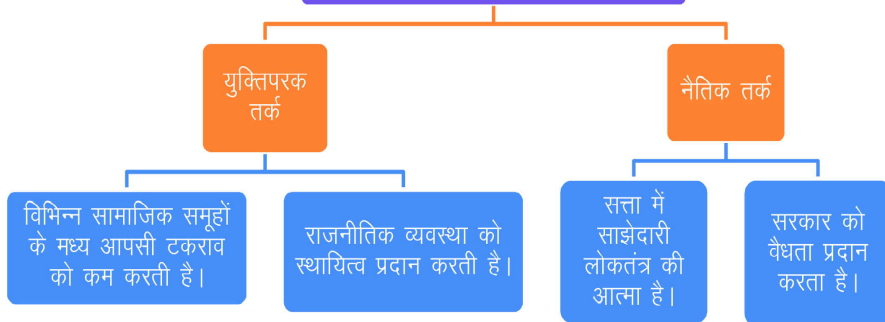 युक्तिपरक
तर्क
नैतिक तर्क
विभिन्न सामाजिक समूहों
के मध्य आपसी टकराव
को कम करती है।
राजनीतिक व्यवस्था को
स्थायित्व प्रदान करती है।
सत्ता में
साझेदारी
लोकतंत्र की
आत्मा है।
सरकार को
वैधता प्रदान
करता है।